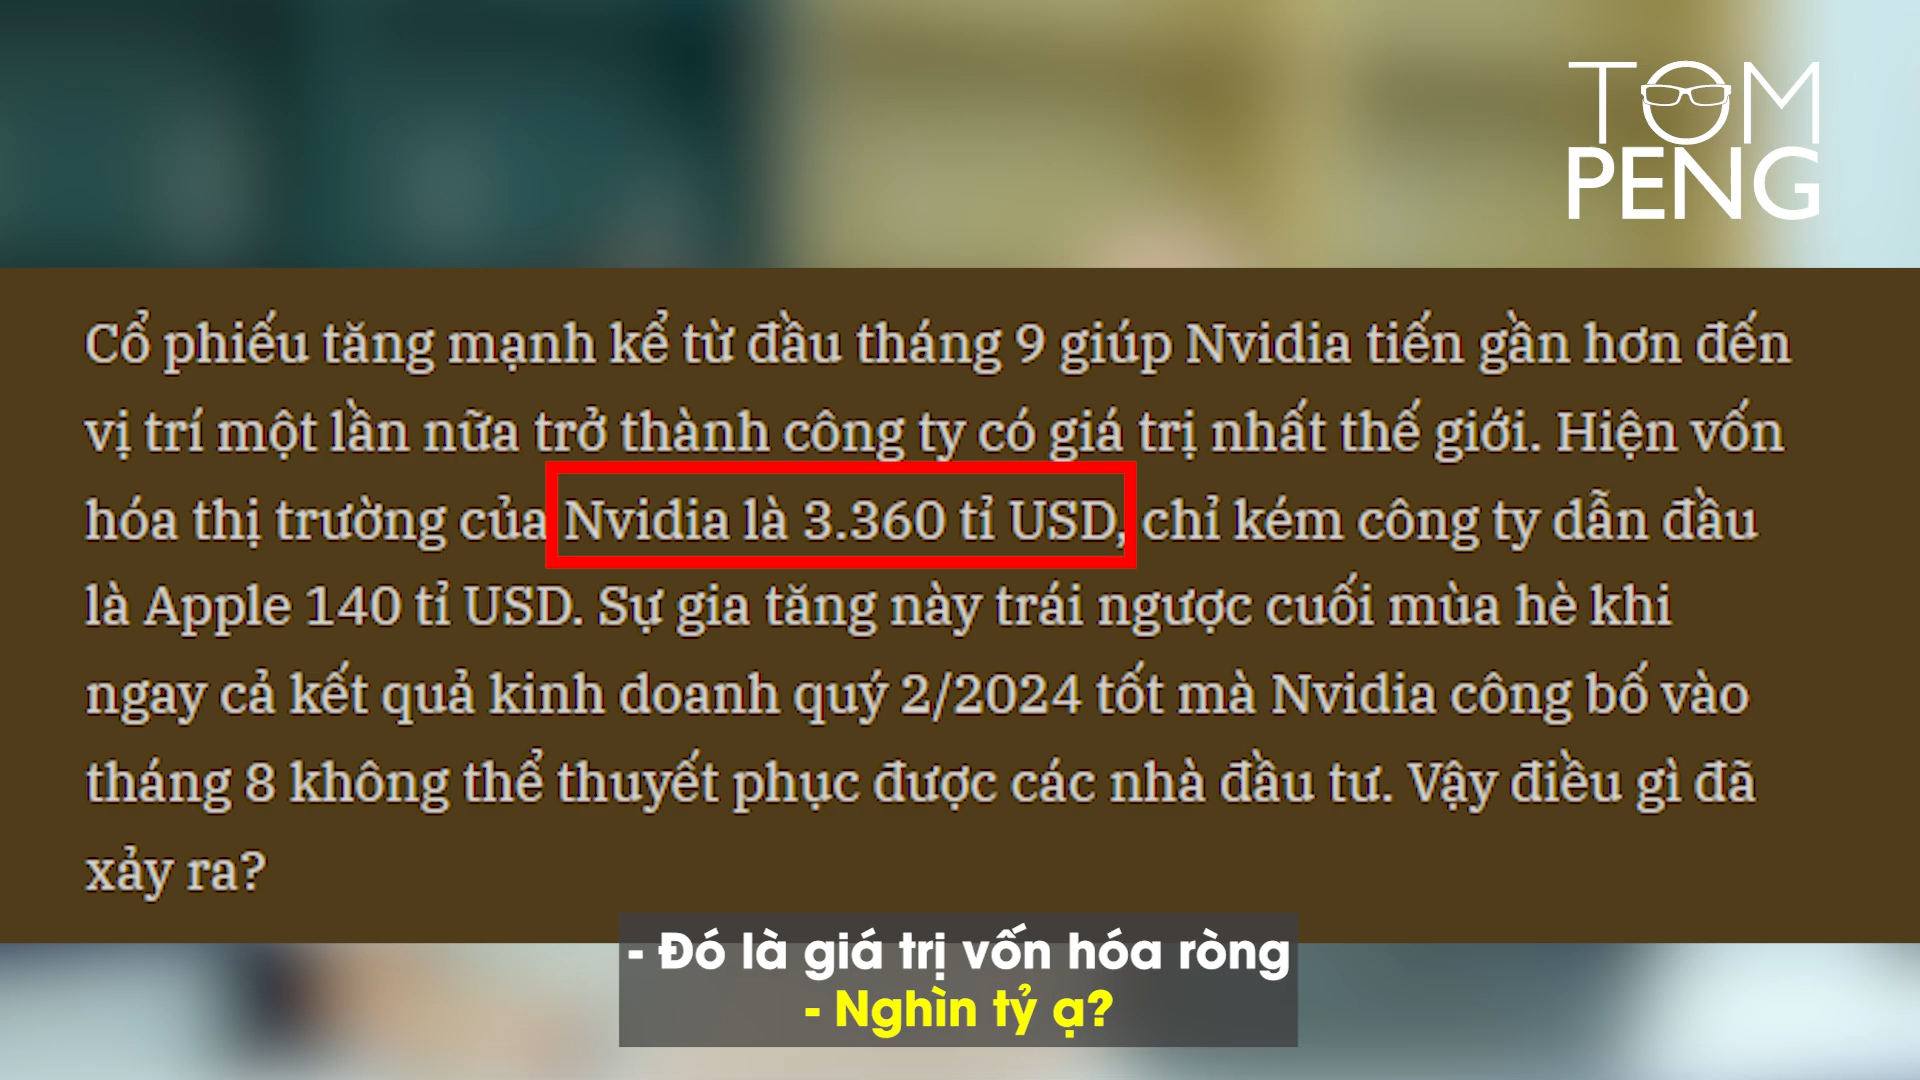 TOM
PENG
Cổ phiếu tăng mạnh kể từ đầu tháng 9 giúp Nvidia tiến gần hơn đến
vị trí một lần nữa trở thành công ty có giá trị nhất thế giới. Hiện vốn
hóa thị trường của Nvidia là 3.360 tỉ USD, chỉ kém công ty dẫn đầu
là Apple 140 tỉ USD. Sự gia tăng này trái ngược cuối mùa hè khi
ngay cả kết quả kinh doanh quý 2/2024 tốt mà Nvidia công bố vào
tháng 8 không thể thuyết phục được các nhà đầu tư. Vậy điều gì đã
xảy ra?
- Đó là giá trị vốn hóa ròng
- Nghìn tỷ ạ?